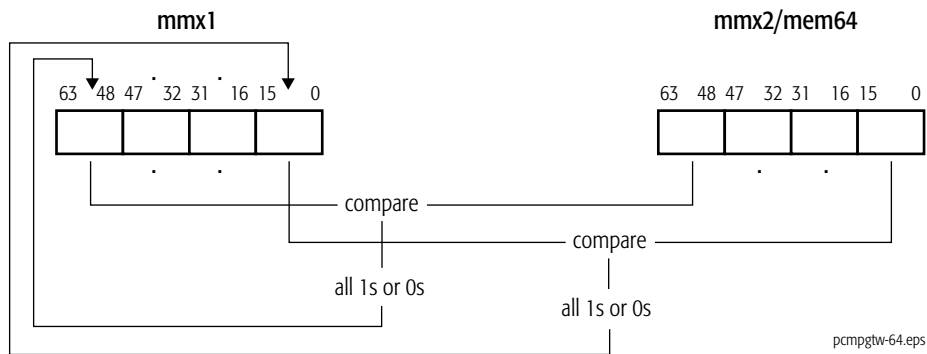 mmx1 mmx2/mem64
. .
63 48 47 32 31 16 15 0 63 48 47 32 31 16 15 0
. . . .
compare
compare
all 1s or 0s
all 1s or 0s
pcmpgtw-64.eps